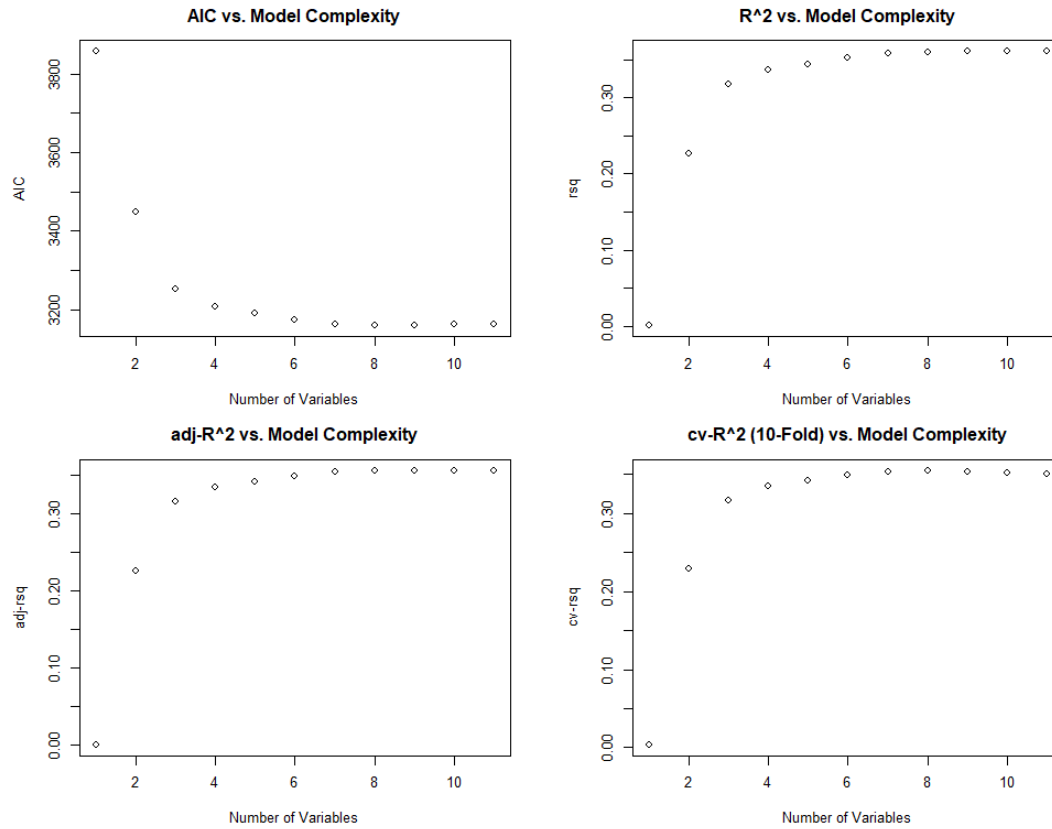 AIC vs. Model Complexity
AIC
3800
3600
3400
3200
2 4 6 8 10
Number of Variables
R^2 vs. Model Complexity
rsq
0.30
0.20
0.10
0.00
2 4 6 8 10
Number of Variables
adj-R^2 vs. Model Complexity
adj-rsq
0.30
0.20
0.10
0.00
2 4 6 8 10
Number of Variables
cv-R^2 (10-Fold) vs. Model Complexity
cv-rsq
0.30
0.20
0.10
0.00
2 4 6 8 10
Number of Variables